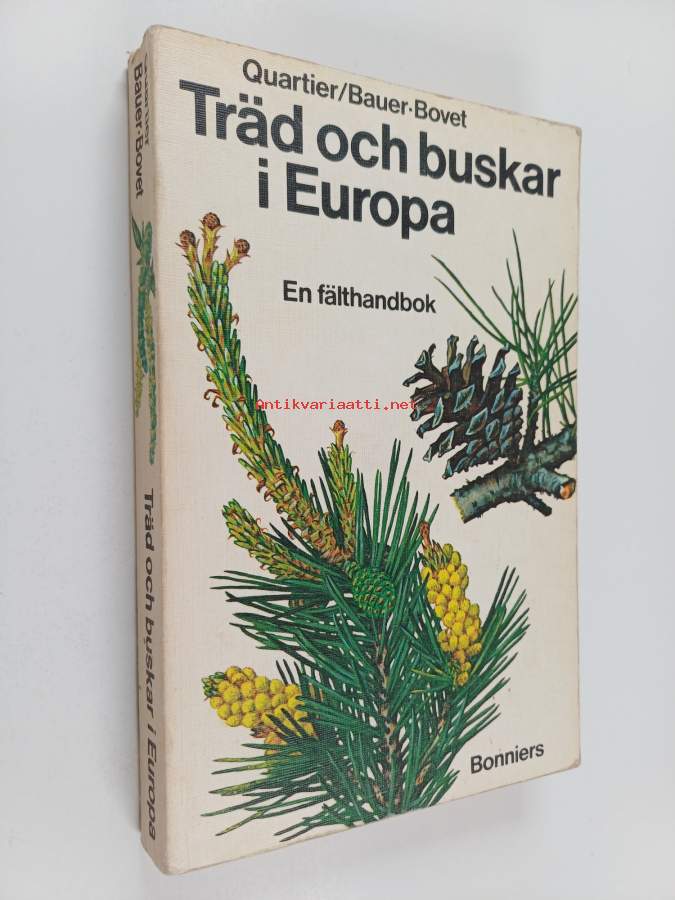 Quartier/Bauer·Bovet
Träd och buskar
i Europa
En fälthandbok
Antikvariaatti.net
Bonniers
Bauer·Bovet
Träd och buskar i Europa